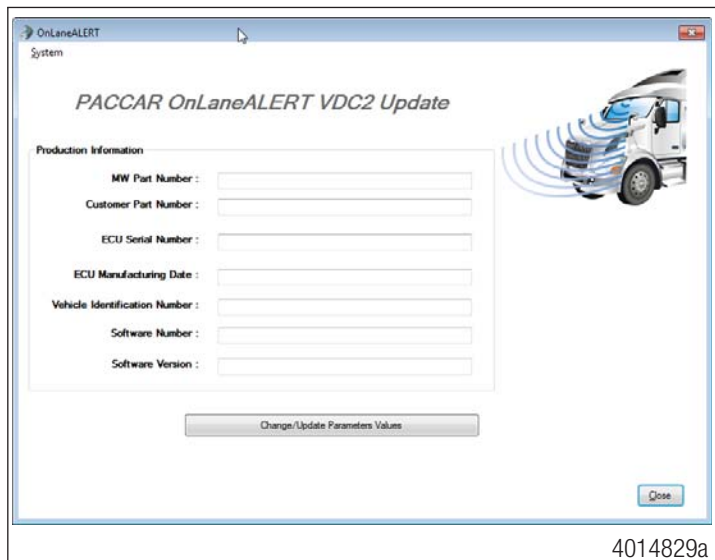 OnLaneALERT
System
PACCAR OnLaneALERT VDC2 Update
Production Information
MW Part Number :
Customer Part Number :
ECU Serial Number :
ECU Manufacturing Date :
Vehicle Identification Number :
Software Number :
Software Version :
Change/Update Parameters Values
Close
4014829a